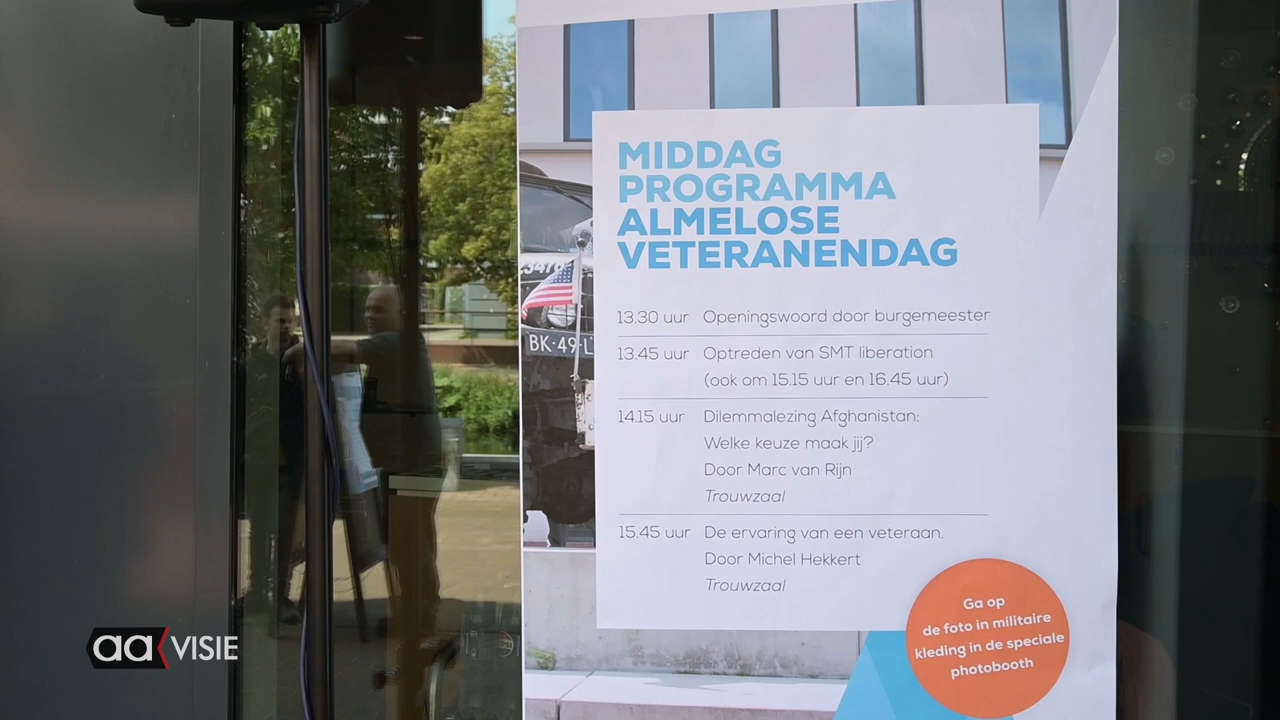 MIDDAG
PROGRAMMA
ALMELOSE
VETERANENDAG
13.30 uur Openingswoord door burgemeester
13.45 uur Optreden van SMT liberation
(ook om 15.15 uur en 16.45 uur)
14.15 uur Dilemmalezing Afghanistan:
Welke keuze maak jij?
Door Marc van Rijn
Trouwzaal
15.45 uur De ervaring van een veteraan.
Door Michel Hekkert
Trouwzaal
Ga op
de foto in militaire
kleding in de speciale
photobooth
BK-49-L
aa VISIE